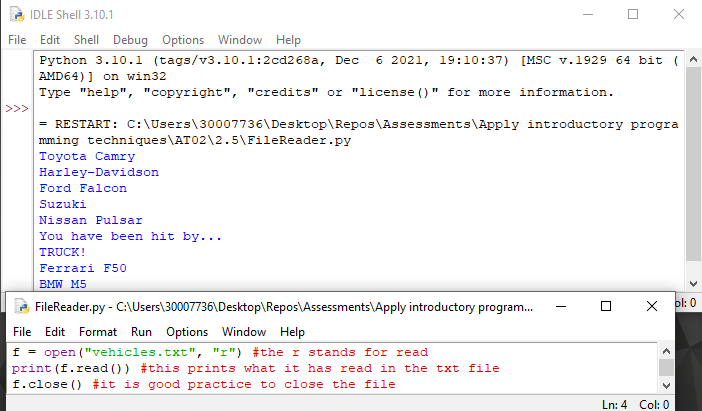 IDLE Shell 3.10.1
File Edit Shell Debug Options Window Help
Python 3.10.1 (tags/v3.10.1:2cd268a, Dec  6 2021, 19:10:37) [MSC v.1929 64 bit (
AMD64)] on win32
Type "help", "copyright", "credits" or "license()" for more information.
>>>
= RESTART: C:\Users\30007736\Desktop\Repos\Assessments\Apply introductory progra
mming techniques\AT02\2.5\FileReader.py
Toyota Camry
Harley-Davidson
Ford Falcon
Suzuki
Nissan Pulsar
You have been hit by...
TRUCK!
Ferrari F50
BMW M5
ol: 0
FileReader.py - C:\Users\30007736\Desktop\Repos\Assessments\Apply introductory program...
File Edit Format Run Options Window Help
f = open("vehicles.txt", "r") #the r stands for read
print(f.read()) #this prints what it has read in the txt file
f.close() #it is good practice to close the file
Ln: 4 Col: 0